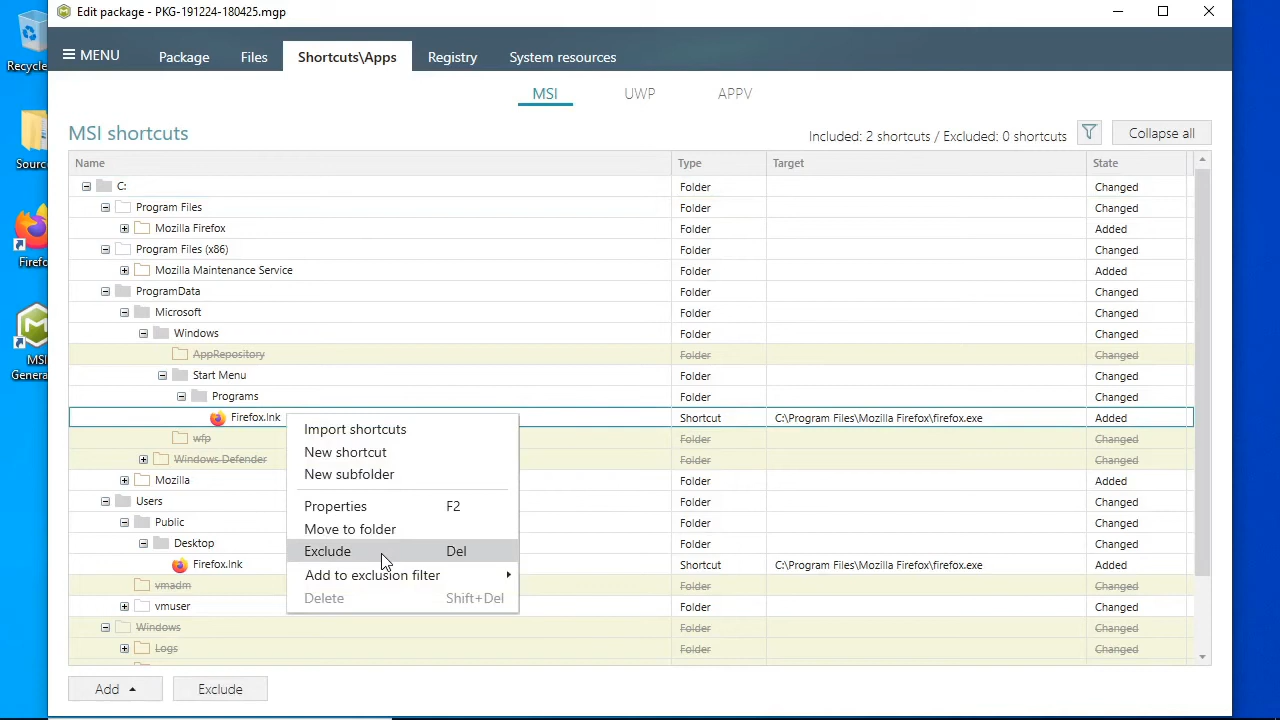 Edit package - PKG-191224-180425.mgp
MENU
Package
Files
Shortcuts\Apps
Registry
System resources
MSI
UWP
APPV
MSI shortcuts
Included: 2 shortcuts / Excluded: 0 shortcuts
Collapse all
Name Type Target State
C: Folder Changed
Program Files Folder Changed
Mozilla Firefox Folder Added
Program Files (x86) Folder Changed
Mozilla Maintenance Service Folder Added
ProgramData Folder Changed
Microsoft Folder Changed
Windows Folder Changed
AppRepository Folder Changed
Start Menu Folder Changed
Programs Folder Changed
Firefox.lnk Shortcut C:\Program Files\Mozilla Firefox\firefox.exe Added
wfp Folder Changed
Windows Defender Folder Changed
Mozilla Folder Added
Users Folder Changed
Public Folder Changed
Desktop Folder Changed
Firefox.lnk Shortcut C:\Program Files\Mozilla Firefox\firefox.exe Added
vmadm Folder Changed
vmuser Folder Changed
Windows Folder Changed
Logs Folder Changed
Import shortcuts
New shortcut
New subfolder
Properties F2
Move to folder
Exclude Del
Add to exclusion filter
Delete Shift+Del
Add
Exclude
Recycle
Sourc
Firefo
MSI
Genera